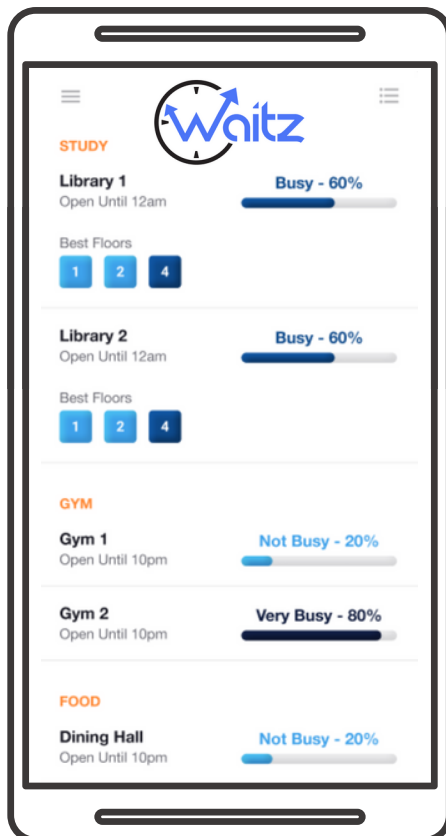 Waitz
STUDY
Library 1
Busy - 60%
Open Until 12am
Best Floors
1 2 4
Library 2
Busy - 60%
Open Until 12am
Best Floors
1 2 4
GYM
Gym 1
Not Busy - 20%
Open Until 10pm
Gym 2
Very Busy - 80%
Open Until 10pm
FOOD
Dining Hall
Not Busy - 20%
Open Until 10pm